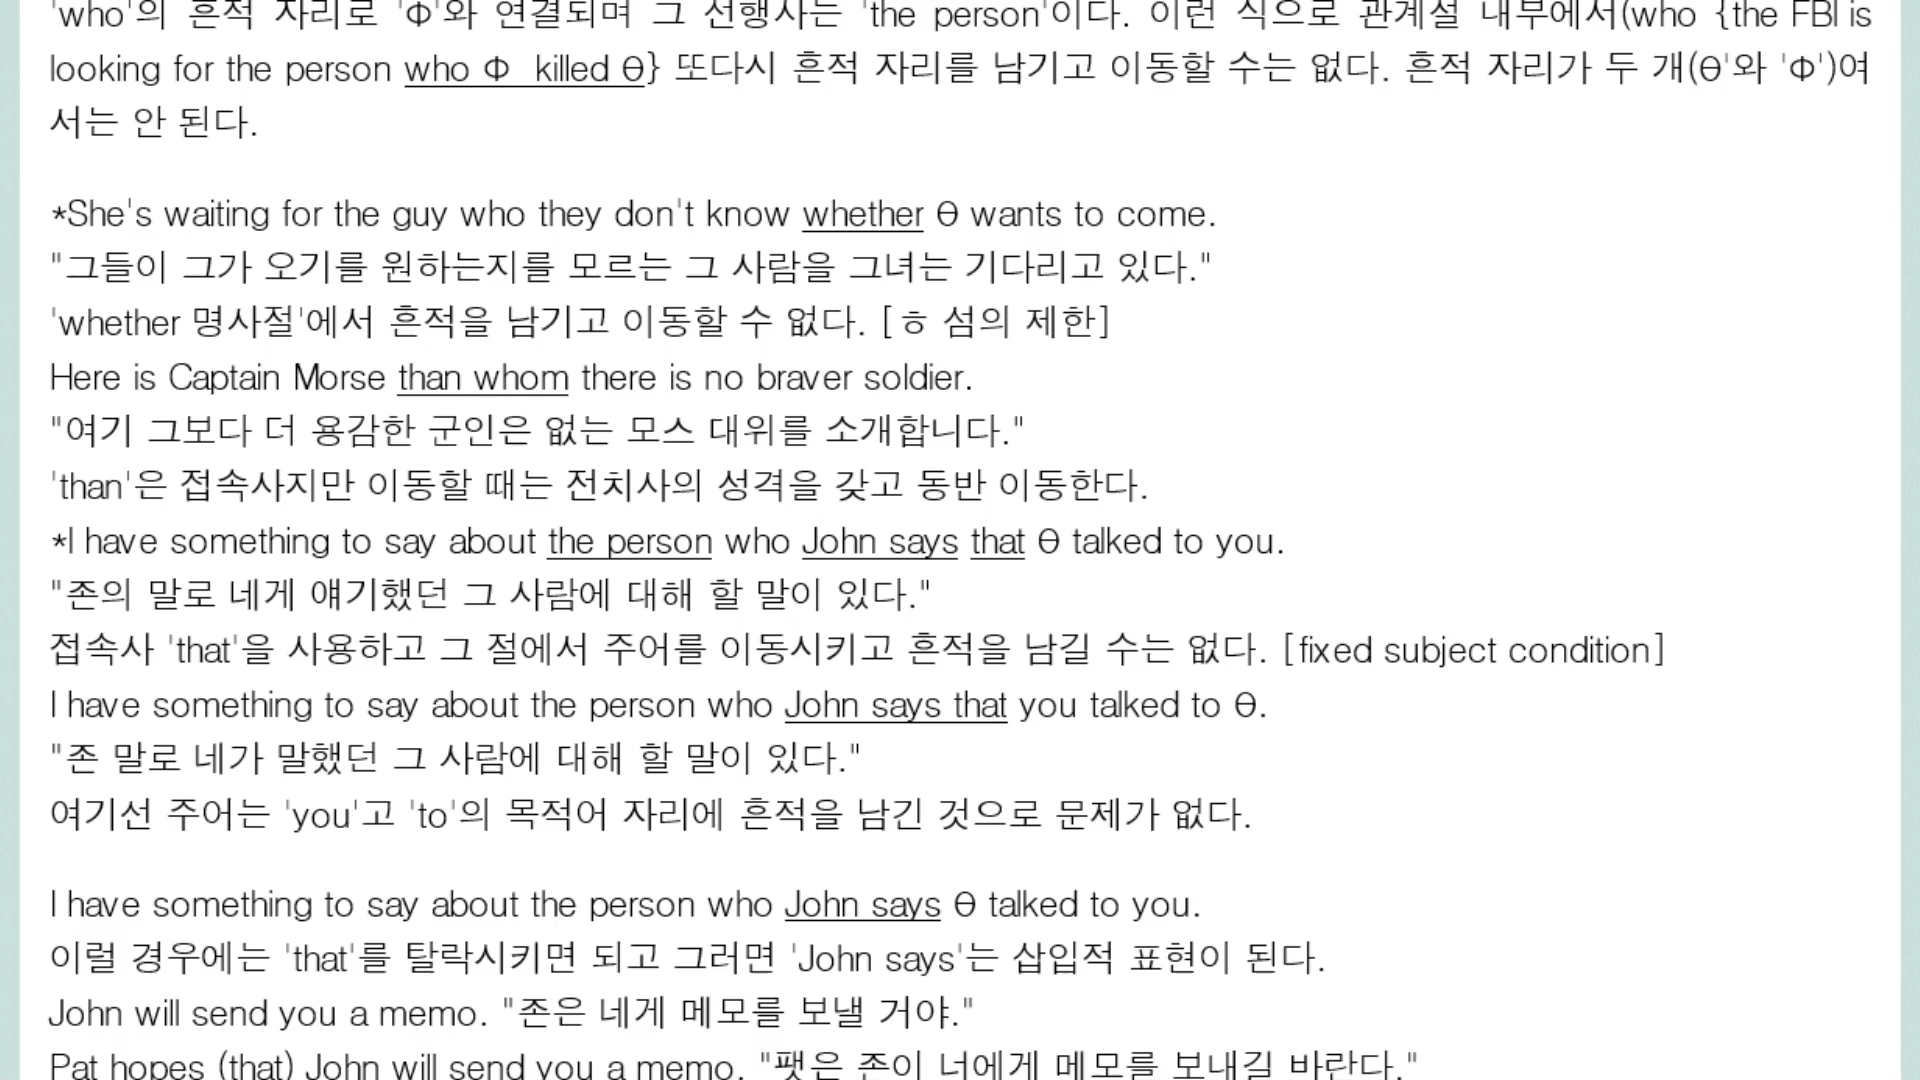 'who'의 흔적 자리로 'Φ'와 연결되며 그 선행사는 'the person'이다. 이런 식으로 관계절 내부에서(who {the FBI is
looking for the person who Φ killed Θ} 또다시 흔적 자리를 남기고 이동할 수는 없다. 흔적 자리가 두 개(Θ'와 'Φ')여
서는 안 된다.
*She's waiting for the guy who they don't know whether Θ wants to come.
"그들이 그가 오기를 원하는지를 모르는 그 사람을 그녀는 기다리고 있다."
'whether 명사절'에서 흔적을 남기고 이동할 수 없다. [ㅎ 섬의 제한]
Here is Captain Morse than whom there is no braver soldier.
"여기 그보다 더 용감한 군인은 없는 모스 대위를 소개합니다."
'than'은 접속사지만 이동할 때는 전치사의 성격을 갖고 동반 이동한다.
*I have something to say about the person who John says that Θ talked to you.
"존의 말로 네게 얘기했던 그 사람에 대해 할 말이 있다."
접속사 'that'을 사용하고 그 절에서 주어를 이동시키고 흔적을 남길 수는 없다. [fixed subject condition]
I have something to say about the person who John says that you talked to Θ.
"존 말로 네가 말했던 그 사람에 대해 할 말이 있다."
여기선 주어는 'you'고 'to'의 목적어 자리에 흔적을 남긴 것으로 문제가 없다.
I have something to say about the person who John says Θ talked to you.
이럴 경우에는 'that'를 탈락시키면 되고 그러면 'John says'는 삽입적 표현이 된다.
John will send you a memo. "존은 네게 메모를 보낼 거야."
Pat hopes (that) John will send you a memo. "팻은 존이 너에게 메모를 보내길 바란다."